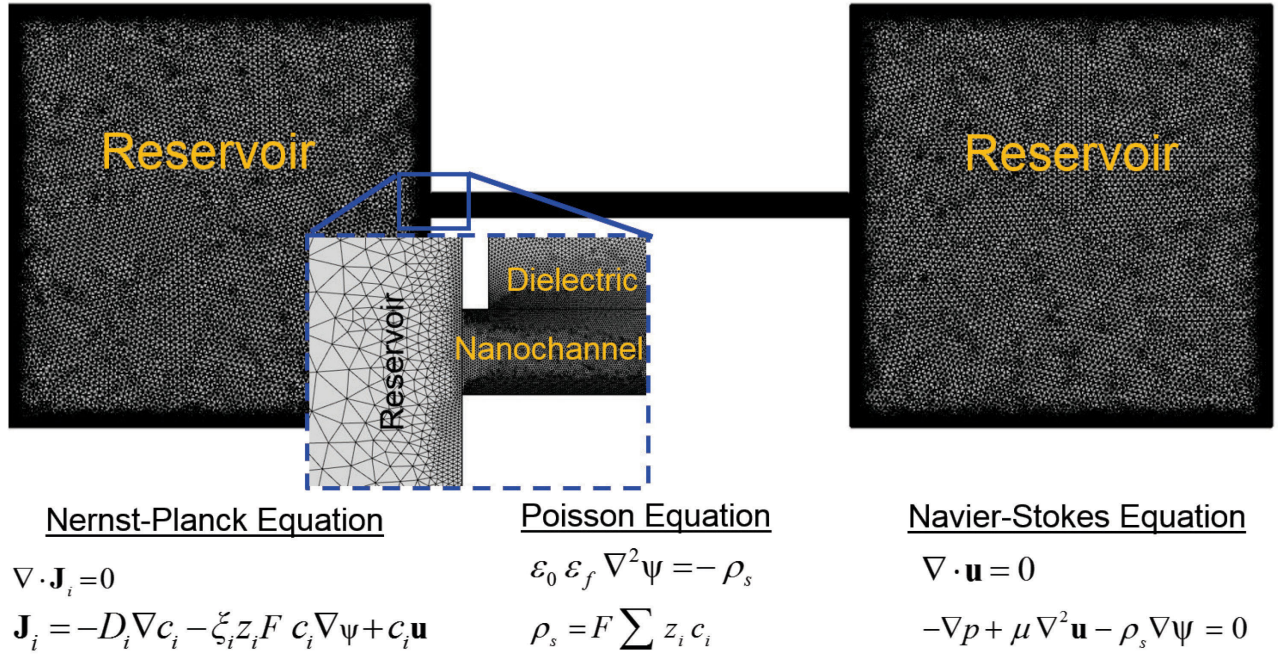 Reservoir
Reservoir
Reservoir
Dielectric
Nanochannel
Nernst-Planck Equation
∇ · J_i = 0
J_i = −D_i∇c_i − ξ_i z_i F c_i∇ψ + c_i u
Poisson Equation
ε_0 ε_f ∇²ψ = − ρ_s
ρ_s = F ∑ z_i c_i
Navier-Stokes Equation
∇ · u = 0
−∇p + μ ∇²u − ρ_s∇ψ = 0